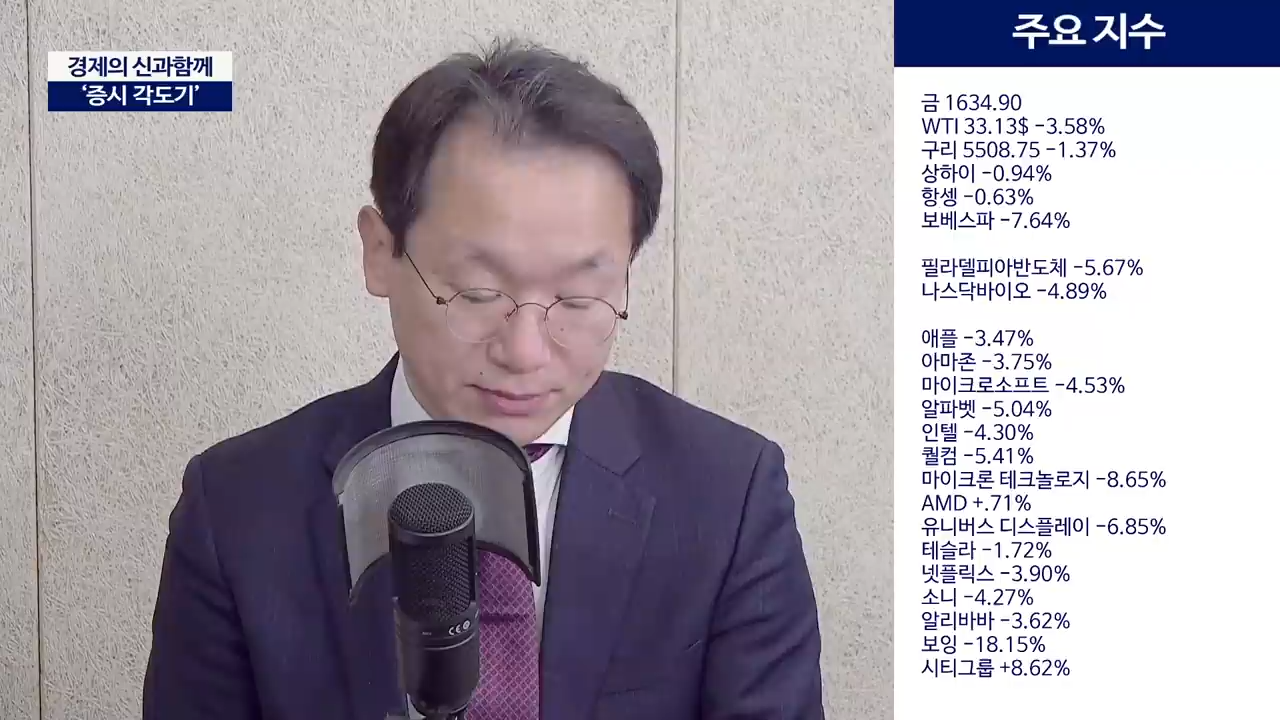 경제의 신과함께
‘증시 각도기’
주요 지수
금 1634.90
WTI 33.13$ -3.58%
구리 5508.75 -1.37%
상하이 -0.94%
항셍 -0.63%
보베스파 -7.64%
필라델피아반도체 -5.67%
나스닥바이오 -4.89%
애플 -3.47%
아마존 -3.75%
마이크로소프트 -4.53%
알파벳 -5.04%
인텔 -4.30%
퀄컴 -5.41%
마이크론 테크놀로지 -8.65%
AMD +.71%
유니버스 디스플레이 -6.85%
테슬라 -1.72%
넷플릭스 -3.90%
소니 -4.27%
알리바바 -3.62%
보잉 -18.15%
시티그룹 +8.62%
CE